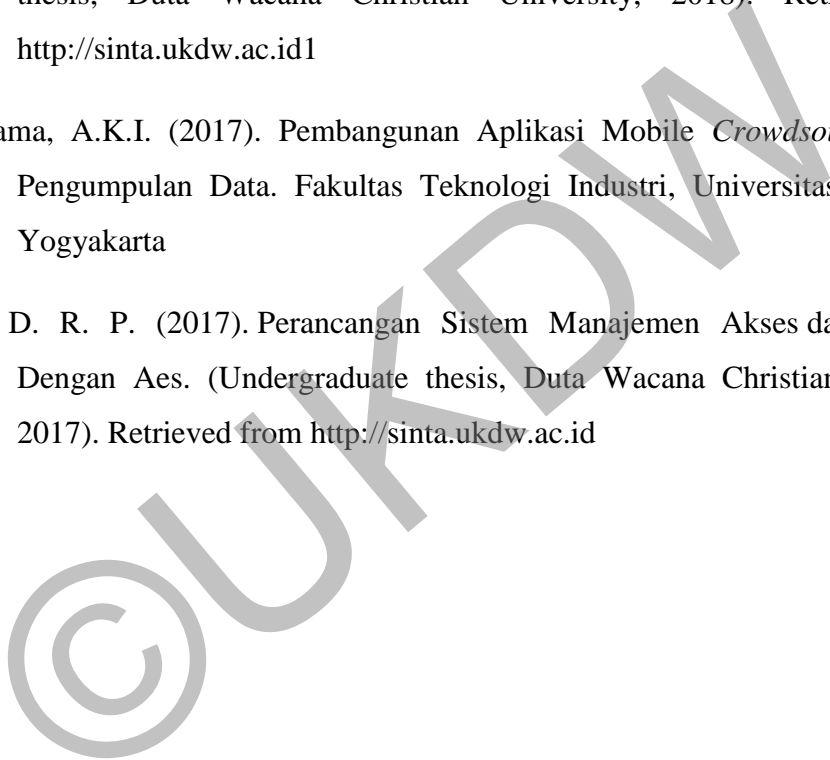 thesis, Duta Wacana Christian University, 2018). Ret
http://sinta.ukdw.ac.id1
ama, A.K.I. (2017). Pembangunan Aplikasi Mobile Crowdsou
Pengumpulan Data. Fakultas Teknologi Industri, Universitas
Yogyakarta
D. R. P. (2017). Perancangan Sistem Manajemen Akses da
Dengan Aes. (Undergraduate thesis, Duta Wacana Christian
2017). Retrieved from http://sinta.ukdw.ac.id
©UKDW